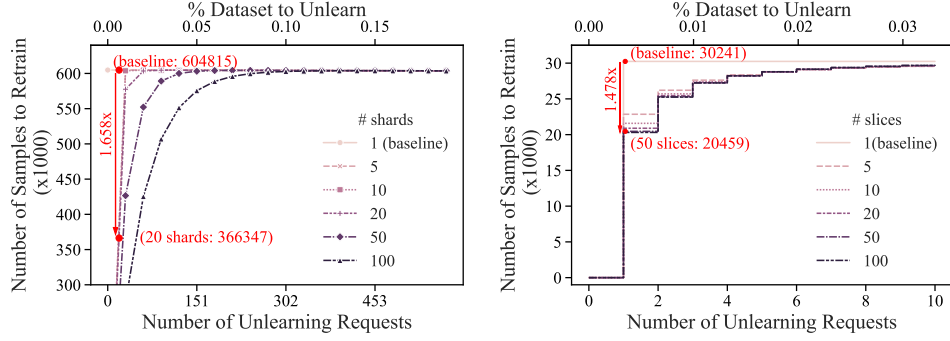 % Dataset to Unlearn
0.00 0.05 0.10 0.15
Number of Samples to Retrain
(x1000)
600
550
500
450
400
350
300
(baseline: 604815)
1.658x
(20 shards: 366347)
# shards
1 (baseline)
5
10
20
50
100
0 151 302 453
Number of Unlearning Requests
% Dataset to Unlearn
0.00 0.01 0.02 0.03
Number of Samples to Retrain
(x1000)
30
25
20
15
10
5
0
(baseline: 30241)
1.478x
(50 slices: 20459)
# slices
1(baseline)
5
10
20
50
100
0 2 4 6 8 10
Number of Unlearning Requests